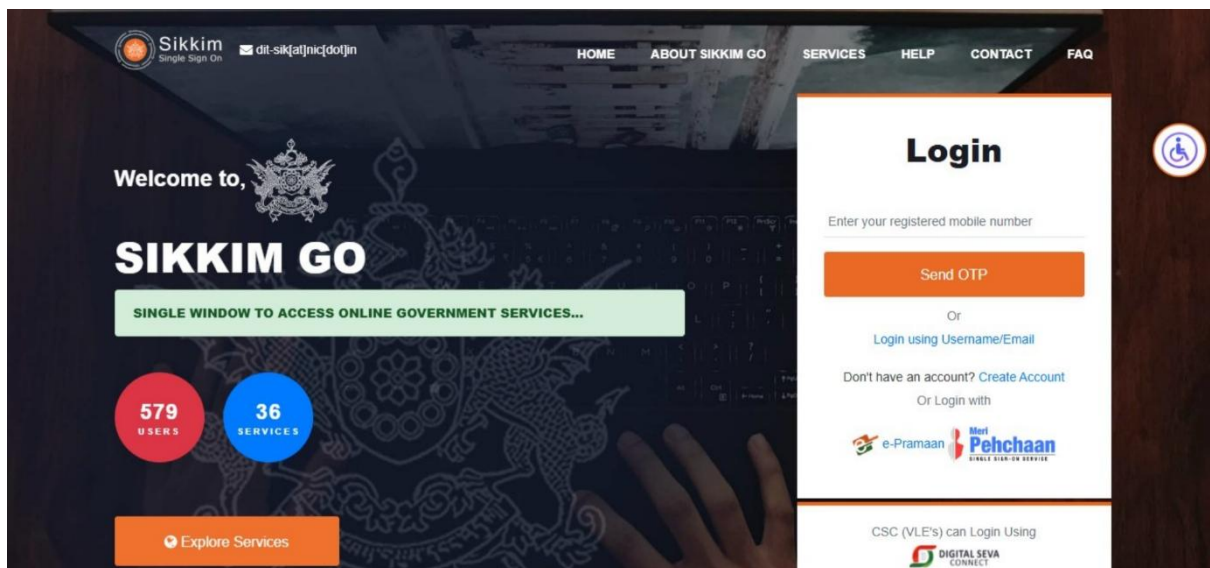 Sikkim
Single Sign On
dit-sik[at]nic[dot]in
HOME ABOUT SIKKIM GO SERVICES HELP CONTACT FAQ
Welcome to,
SIKKIM GO
SINGLE WINDOW TO ACCESS ONLINE GOVERNMENT SERVICES...
579
USERS
36
SERVICES
Explore Services
Login
Enter your registered mobile number
Send OTP
Or
Login using Username/Email
Don't have an account? Create Account
Or Login with
e-Pramaan
Meri
Pehchaan
SINGLE SIGN-ON SERVICE
CSC (VLE's) can Login Using
DIGITAL SEVA
CONNECT